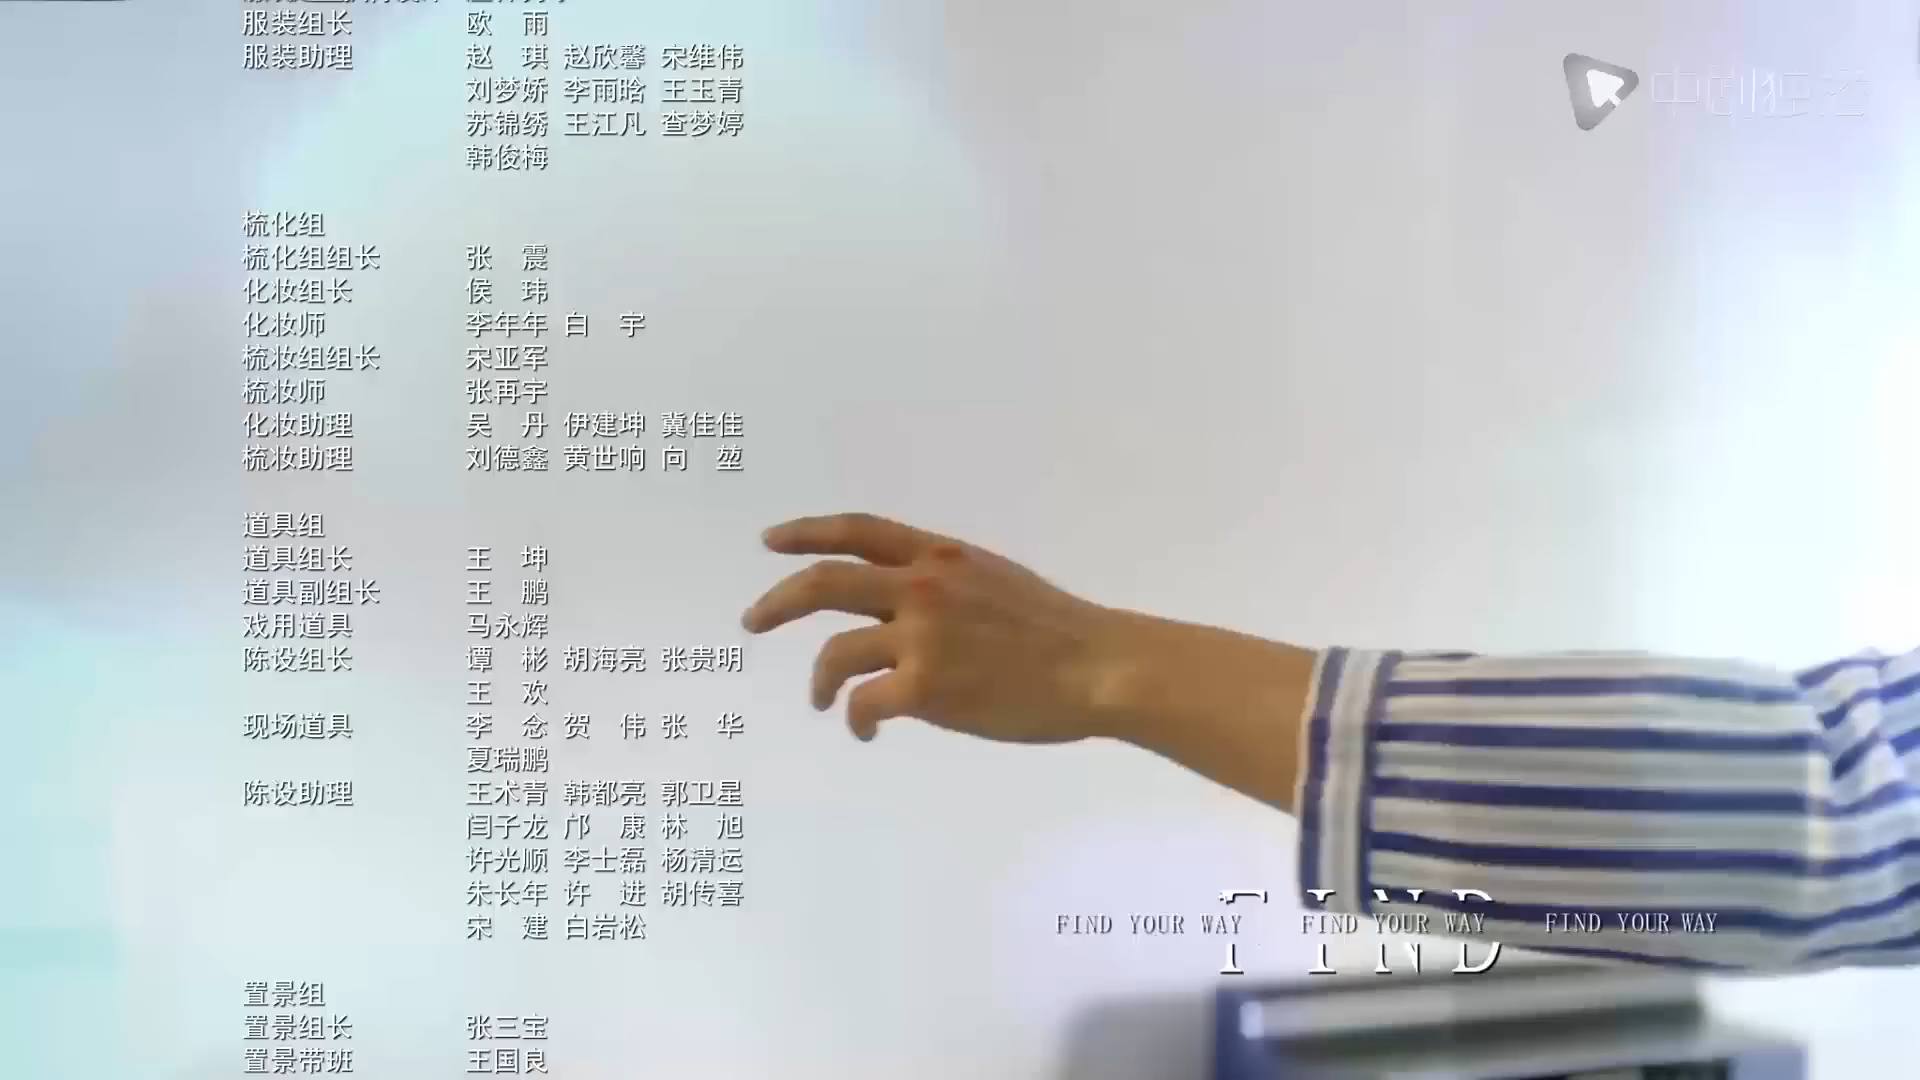 服装组长 欧 雨
服装助理 赵 琪 赵欣馨 宋维伟
刘梦娇 李雨晗 王玉青
苏锦绣 王江凡 查梦婷
韩俊梅
梳化组
梳化组组长 张 震
化妆组长 侯 玮
化妆师 李年年 白 宇
梳妆组组长 宋亚军
梳妆师 张再宇
化妆助理 吴 丹 伊建坤 冀佳佳
梳妆助理 刘德鑫 黄世响 向 堃
道具组
道具组长 王 坤
道具副组长 王 鹏
戏用道具 马永辉
陈设组长 谭 彬 胡海亮 张贵明
王 欢
现场道具 李 念 贺 伟 张 华
夏瑞鹏
陈设助理 王术青 韩都亮 郭卫星
闫子龙 邝 康 林 旭
许光顺 李士磊 杨清运
朱长年 许 进 胡传喜
宋 建 白岩松
置景组
置景组长 张三宝
置景带班 王国良
中剧独播
FIND
FIND YOUR WAY FIND YOUR WAY FIND YOUR WAY